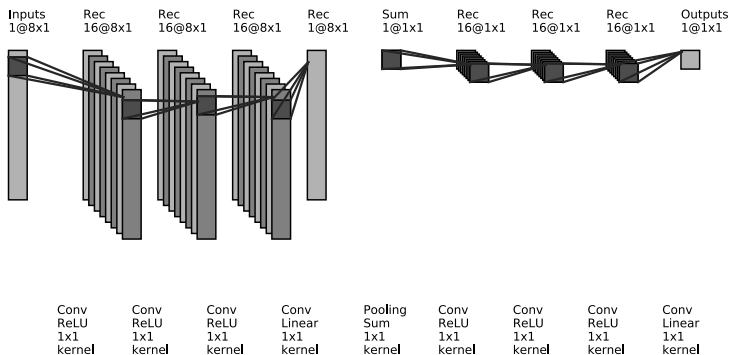 Inputs
1@8x1
Rec
16@8x1
Rec
16@8x1
Rec
16@8x1
Rec
1@8x1
Sum
1@1x1
Rec
16@1x1
Rec
16@1x1
Rec
16@1x1
Outputs
1@1x1
Conv
ReLU
1x1
kernel
Conv
ReLU
1x1
kernel
Conv
ReLU
1x1
kernel
Conv
Linear
1x1
kernel
Pooling
Sum
1x1
kernel
Conv
ReLU
1x1
kernel
Conv
ReLU
1x1
kernel
Conv
ReLU
1x1
kernel
Conv
Linear
1x1
kernel